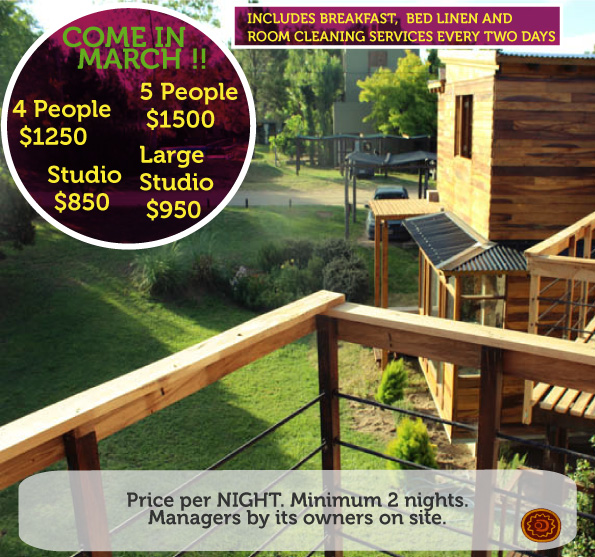 COME IN
MARCH !!
4 People
$1250
5 People
$1500
Studio
$850
Large
Studio
$950
INCLUDES BREAKFAST, BED LINEN AND
ROOM CLEANING SERVICES EVERY TWO DAYS
Price per NIGHT. Minimum 2 nights.
Managers by its owners on site.